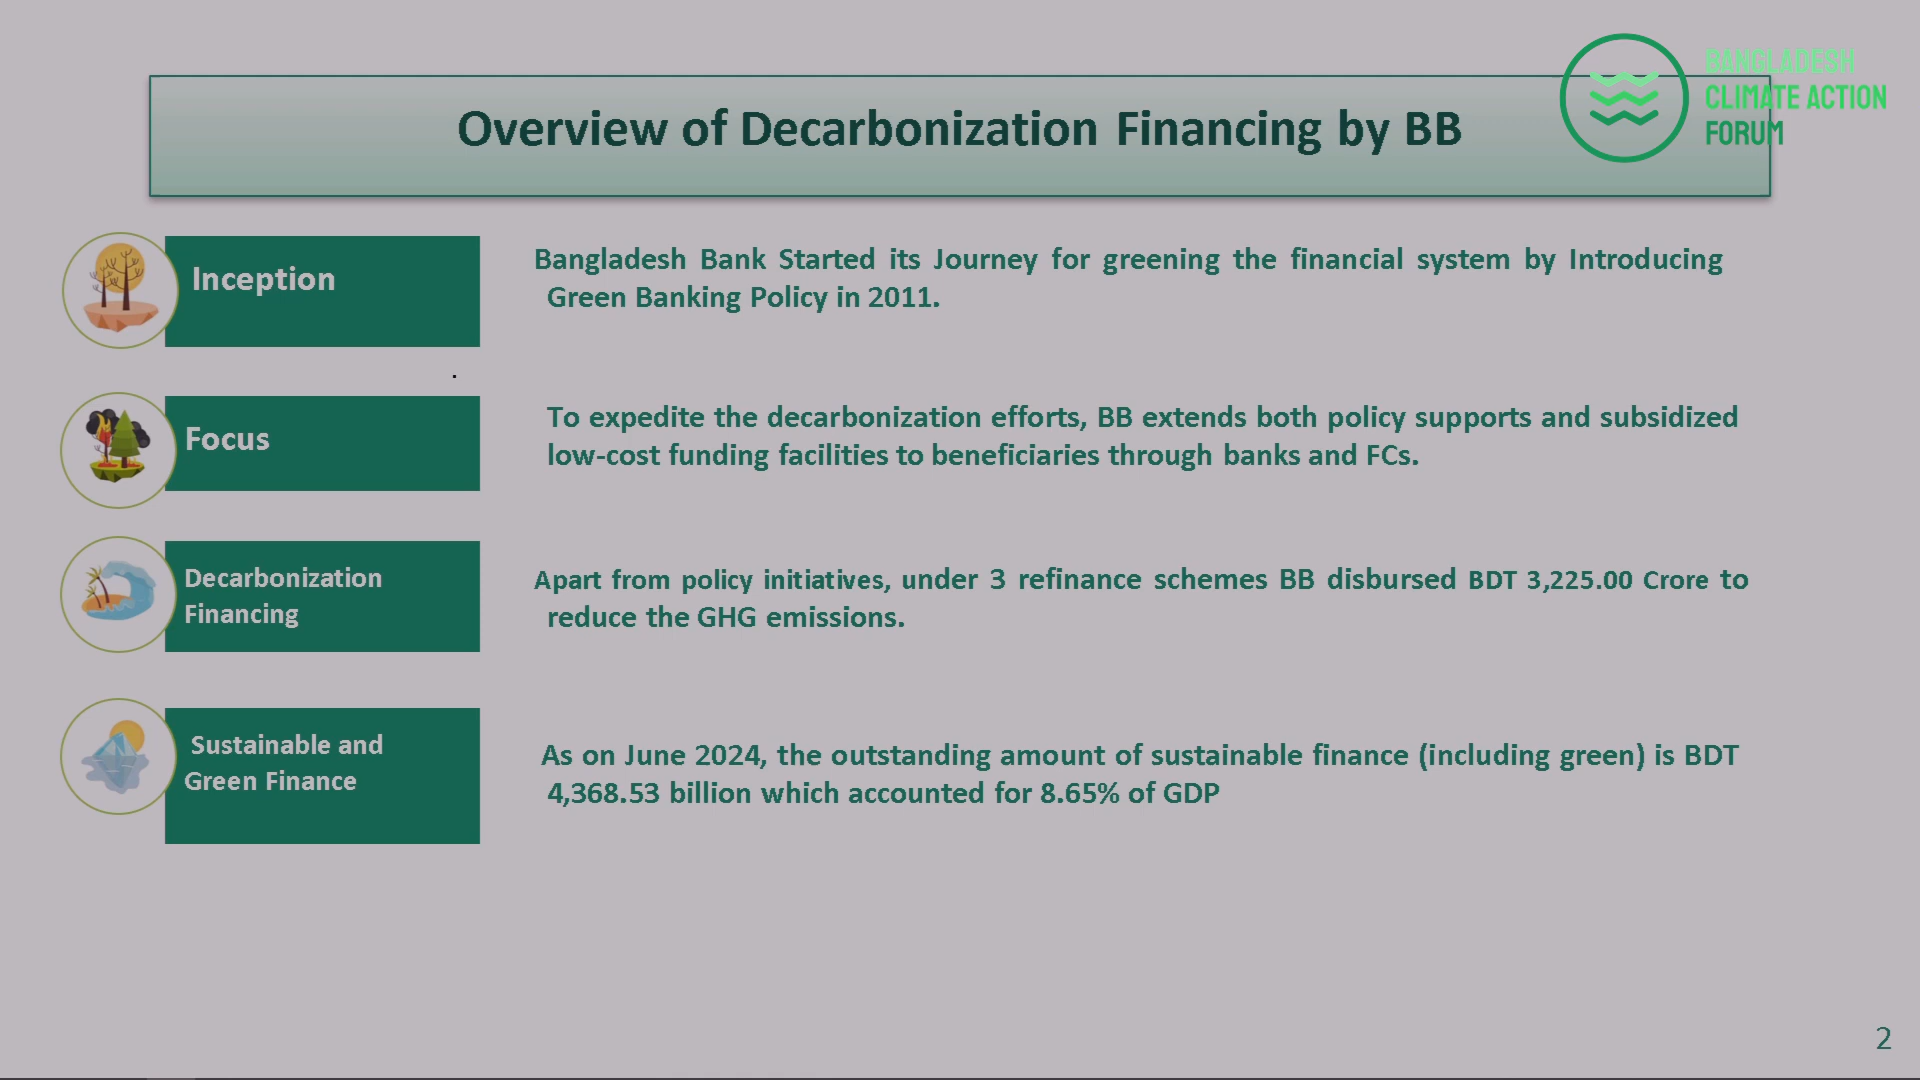 BANGLADESH
CLIMATE ACTION
FORUM
Overview of Decarbonization Financing by BB
Inception
Bangladesh Bank Started its Journey for greening the financial system by Introducing
Green Banking Policy in 2011.
.
Focus
To expedite the decarbonization efforts, BB extends both policy supports and subsidized
low-cost funding facilities to beneficiaries through banks and FCs.
Decarbonization
Financing
Apart from policy initiatives, under 3 refinance schemes BB disbursed BDT 3,225.00 Crore to
reduce the GHG emissions.
Sustainable and
Green Finance
As on June 2024, the outstanding amount of sustainable finance (including green) is BDT
4,368.53 billion which accounted for 8.65% of GDP
2